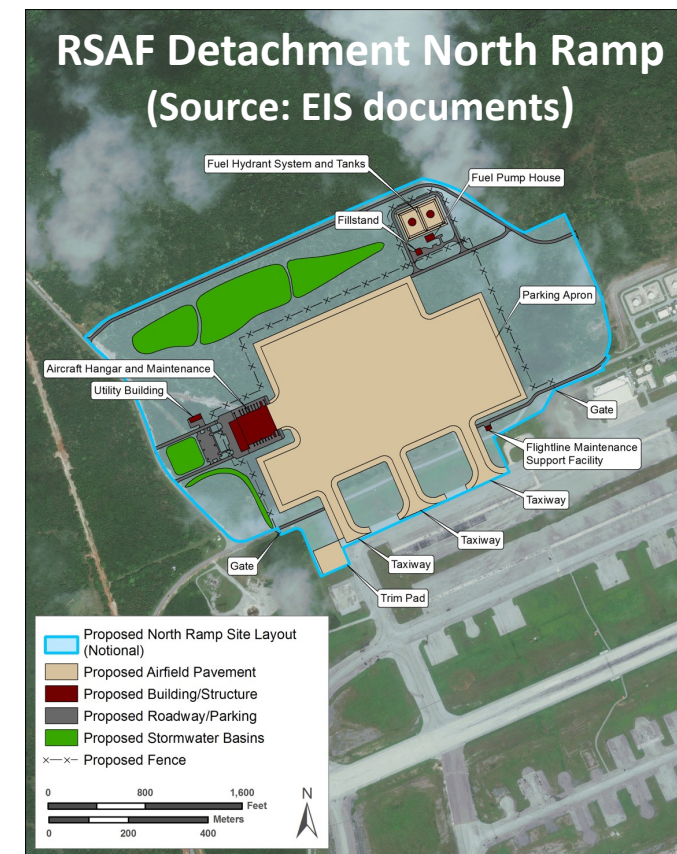 RSAF Detachment North Ramp
(Source: EIS documents)
Fuel Hydrant System and Tanks
Fuel Pump House
Fillstand
Parking Apron
Aircraft Hangar and Maintenance
Utility Building
Gate
Flightline Maintenance
Support Facility
Taxiway
Taxiway
Gate
Taxiway
Trim Pad
Proposed North Ramp Site Layout
(Notional)
Proposed Airfield Pavement
Proposed Building/Structure
Proposed Roadway/Parking
Proposed Stormwater Basins
Proposed Fence
0 800 1,600
Feet
Meters
0 200 400
N